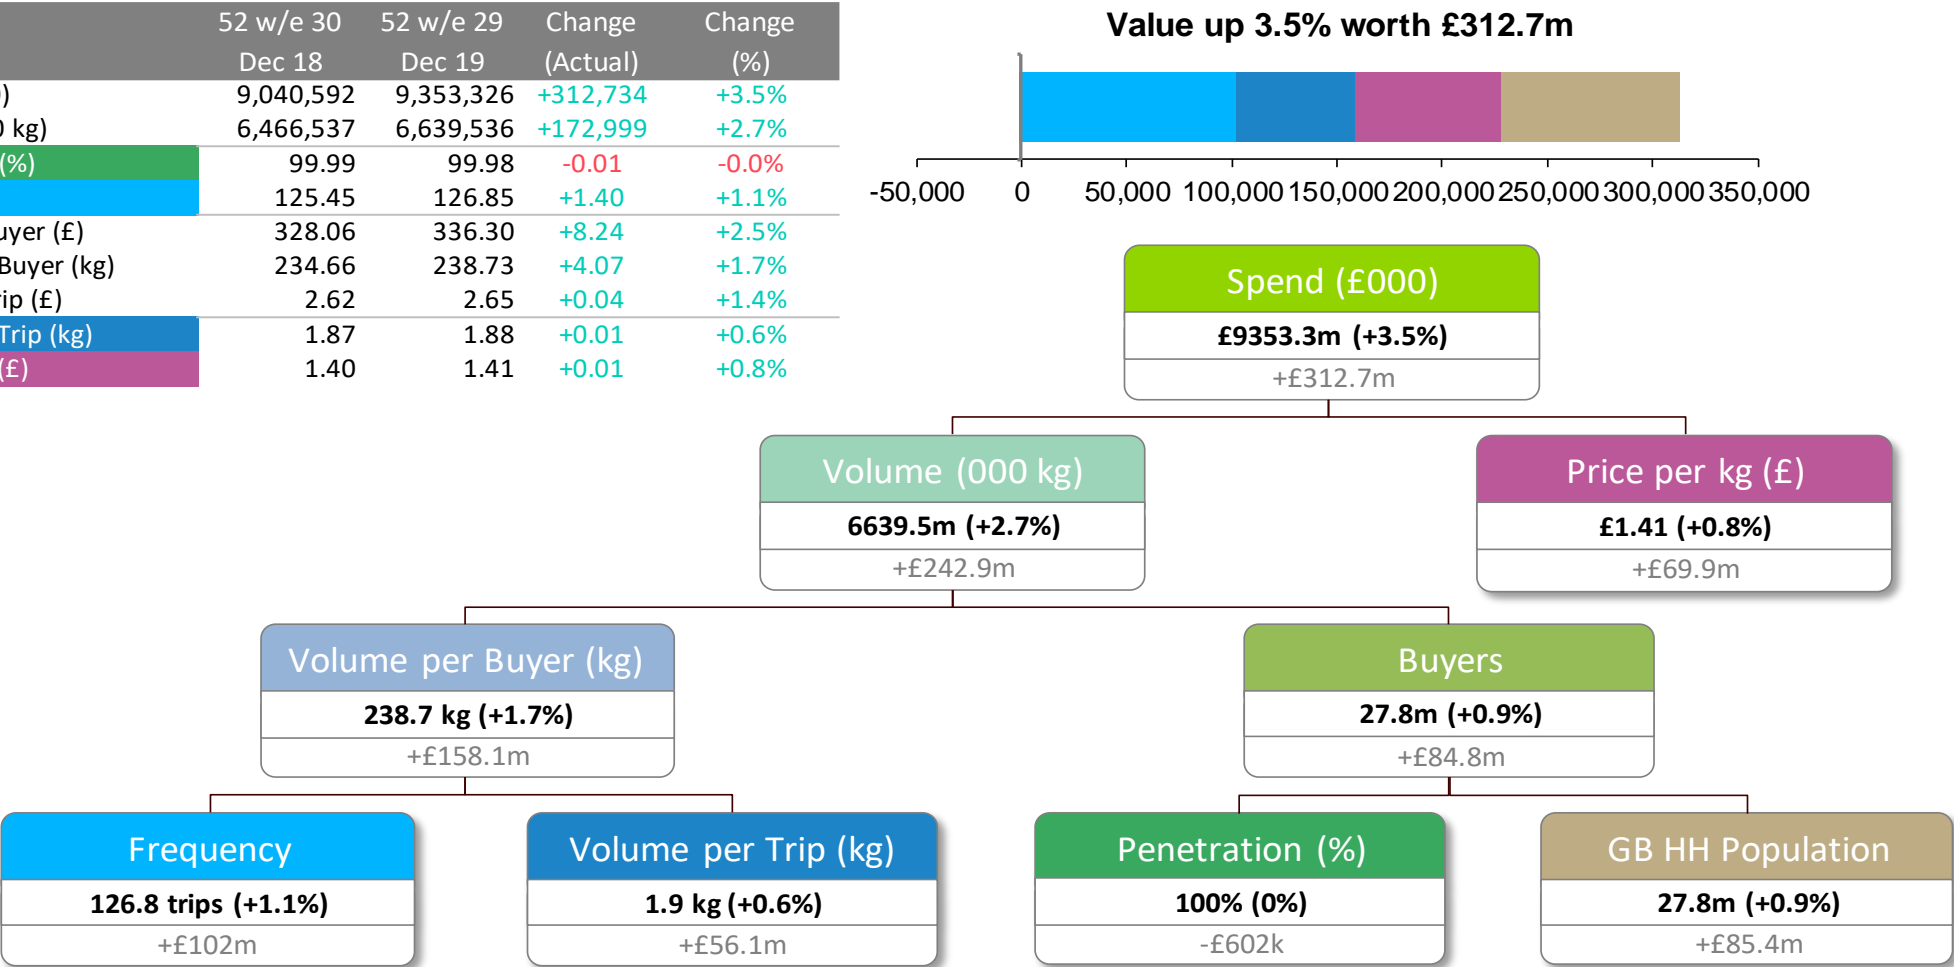 52 w/e 30 52 w/e 29 Change Change
Dec 18 Dec 19 (Actual) (%)
) 9,040,592 9,353,326 +312,734 +3.5%
0 kg) 6,466,537 6,639,536 +172,999 +2.7%
(%) 99.99 99.98 -0.01 -0.0%
125.45 126.85 +1.40 +1.1%
uyer (£) 328.06 336.30 +8.24 +2.5%
Buyer (kg) 234.66 238.73 +4.07 +1.7%
rip (£) 2.62 2.65 +0.04 +1.4%
Trip (kg) 1.87 1.88 +0.01 +0.6%
(£) 1.40 1.41 +0.01 +0.8%
Value up 3.5% worth £312.7m
-50,000 0 50,000 100,000 150,000 200,000 250,000 300,000 350,000
Spend (£000)
£9353.3m (+3.5%)
+£312.7m
Volume (000 kg)
6639.5m (+2.7%)
+£242.9m
Price per kg (£)
£1.41 (+0.8%)
+£69.9m
Volume per Buyer (kg)
238.7 kg (+1.7%)
+£158.1m
Buyers
27.8m (+0.9%)
+£84.8m
Frequency
126.8 trips (+1.1%)
+£102m
Volume per Trip (kg)
1.9 kg (+0.6%)
+£56.1m
Penetration (%)
100% (0%)
-£602k
GB HH Population
27.8m (+0.9%)
+£85.4m